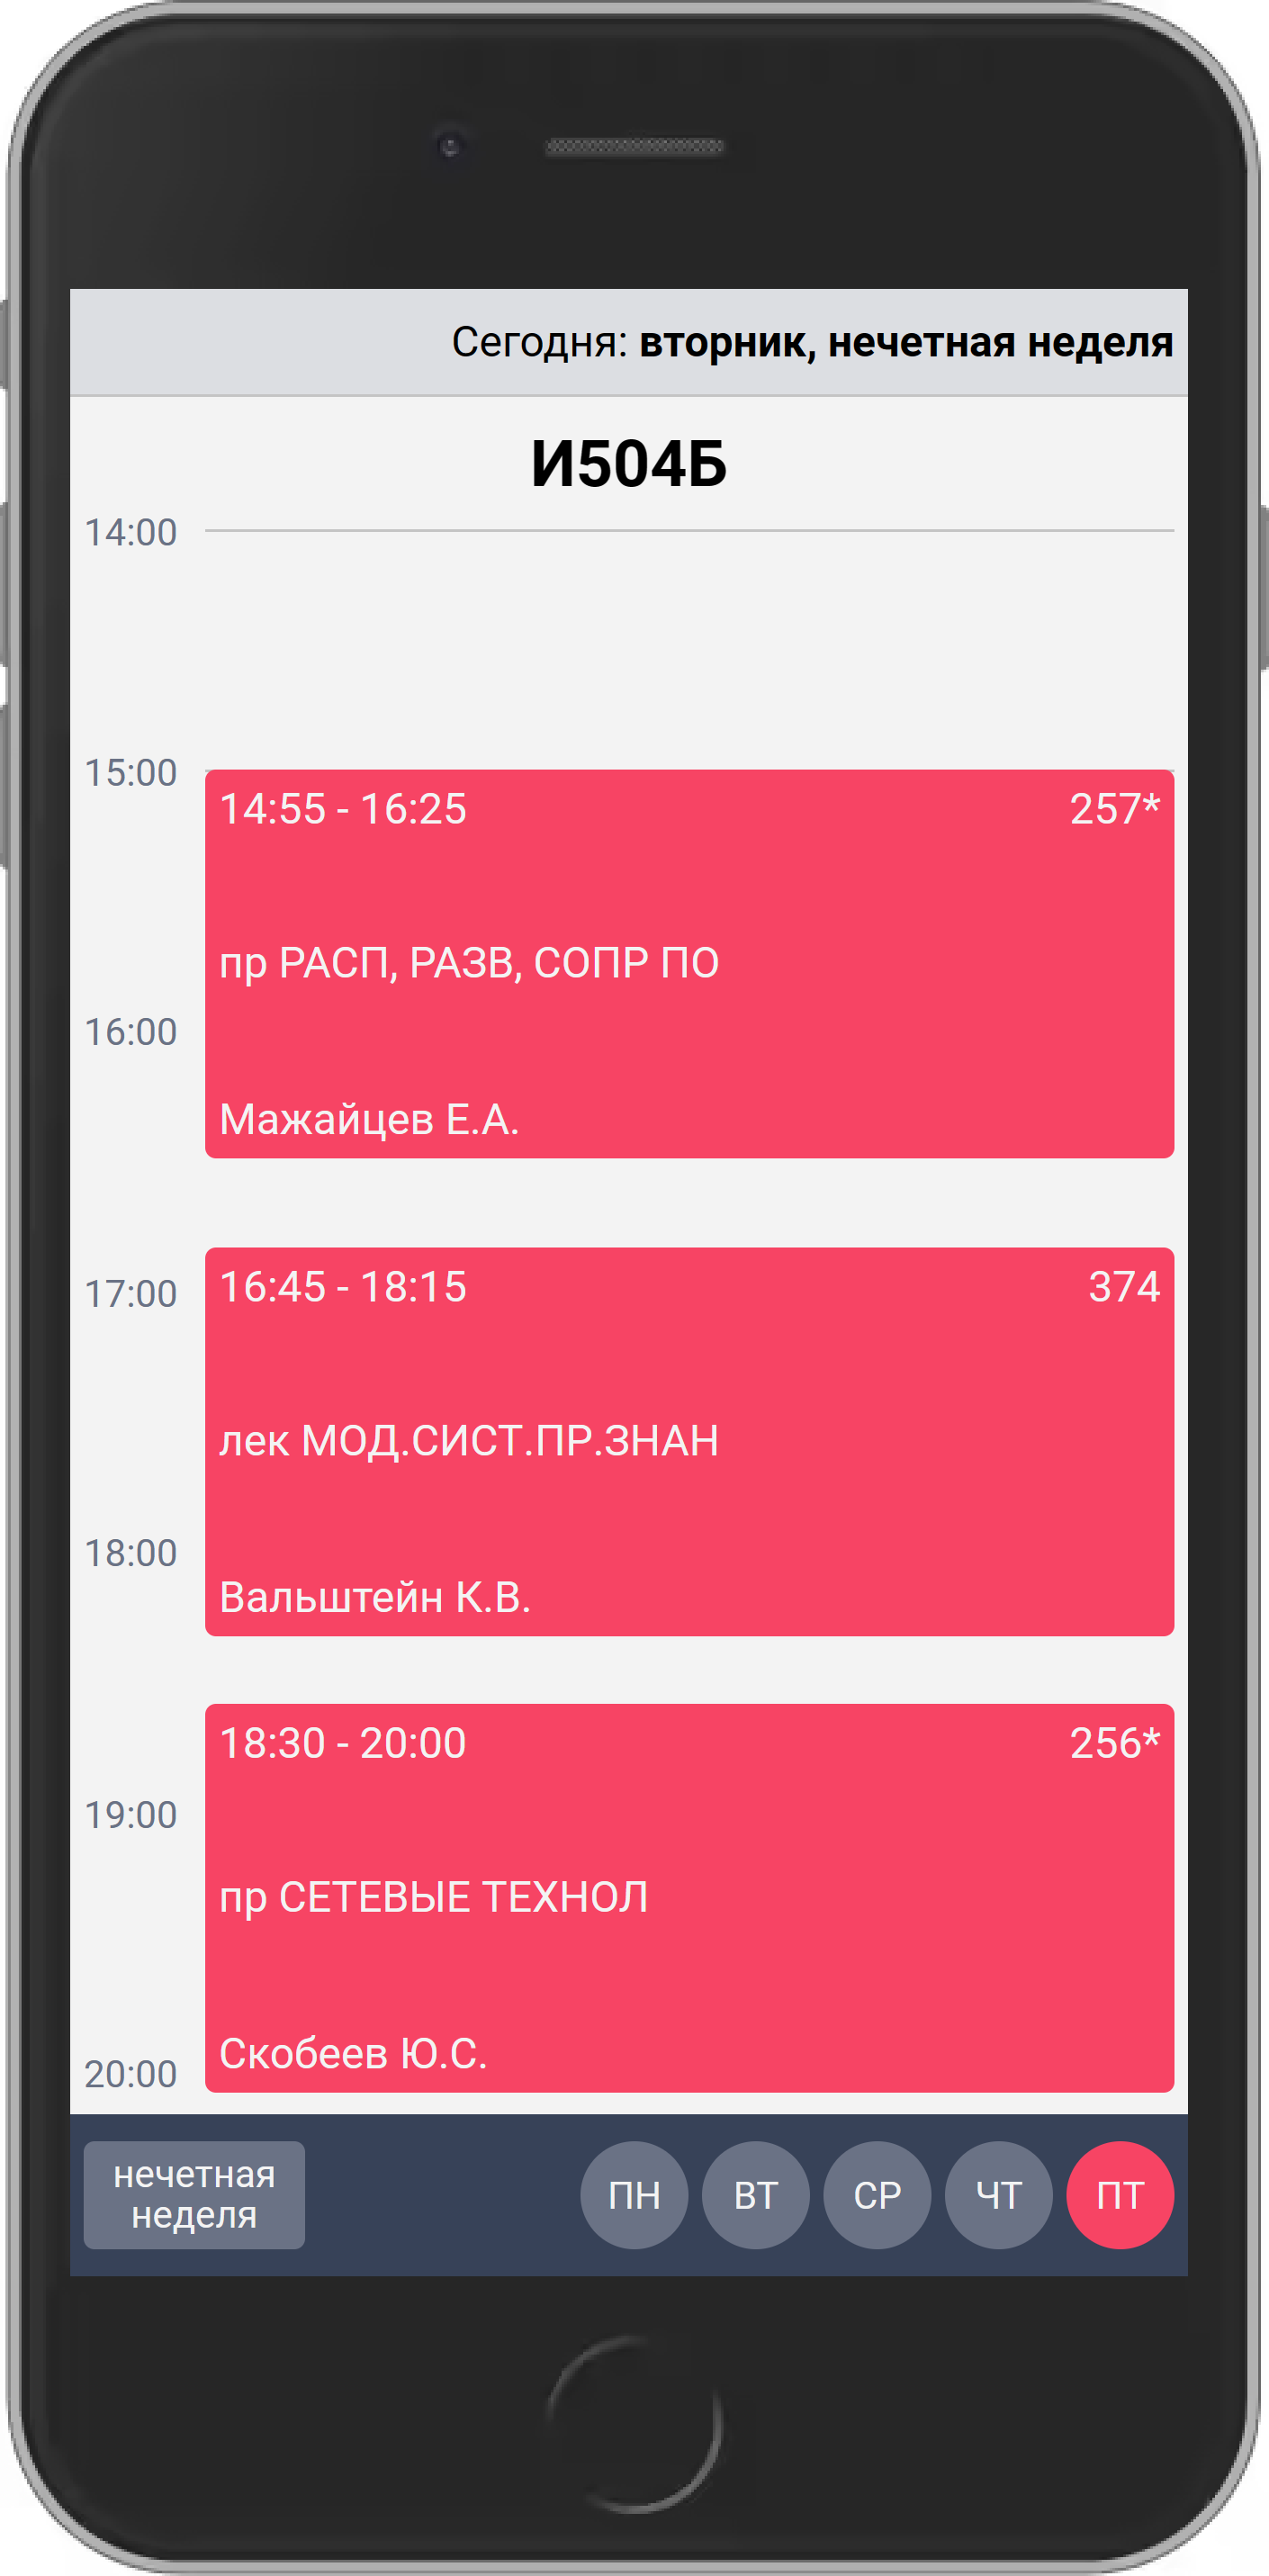 Сегодня: вторник, нечетная неделя
И504Б
14:00
15:00
14:55 - 16:25 257*
пр РАСП, РАЗВ, СОПР ПО
16:00
Мажайцев Е.А.
17:00
16:45 - 18:15 374
лек МОД.СИСТ.ПР.ЗНАН
18:00
Вальштейн К.В.
18:30 - 20:00 256*
19:00
пр СЕТЕВЫЕ ТЕХНОЛ
Скобеев Ю.С.
20:00
нечетная
неделя
ПН ВТ СР ЧТ ПТ